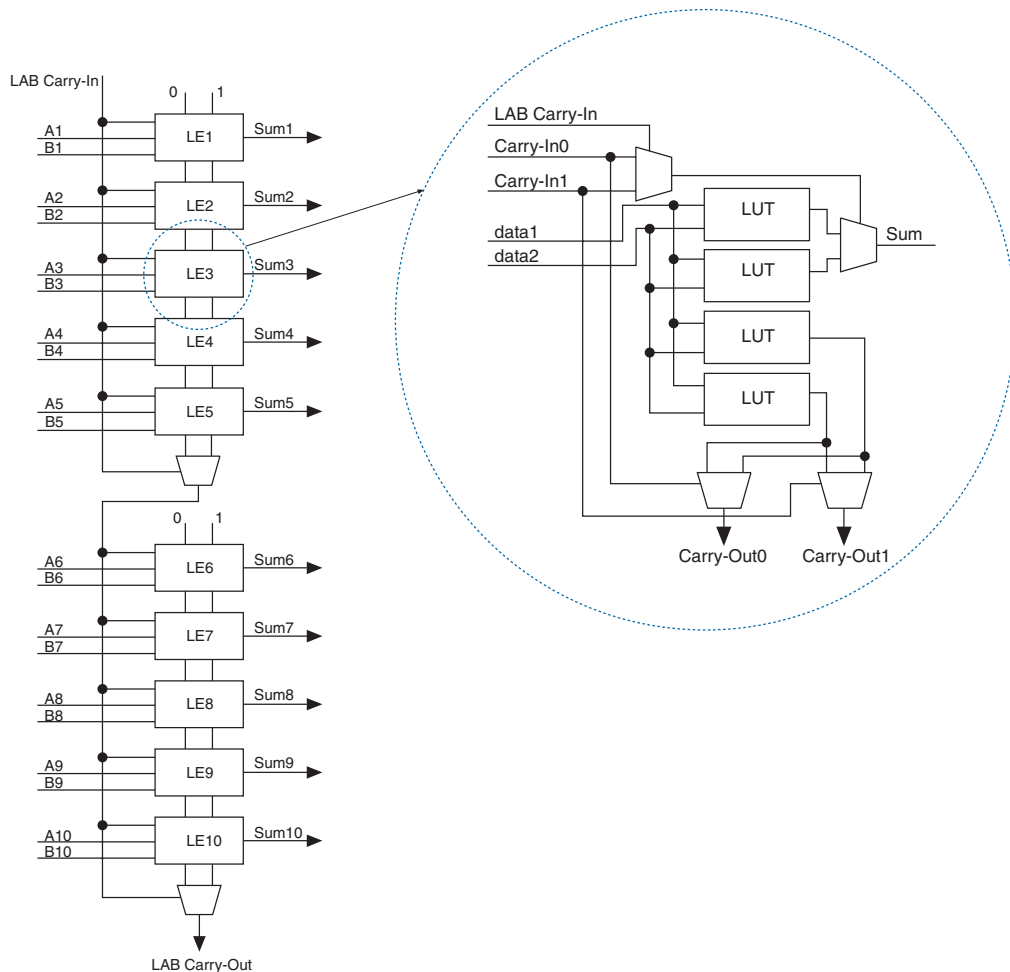 LAB Carry-In
0 1
A1
B1
LE1
Sum1
A2
B2
LE2
Sum2
A3
B3
LE3
Sum3
A4
B4
LE4
Sum4
A5
B5
LE5
Sum5
0 1
A6
B6
LE6
Sum6
A7
B7
LE7
Sum7
A8
B8
LE8
Sum8
A9
B9
LE9
Sum9
A10
B10
LE10
Sum10
LAB Carry-Out
LAB Carry-In
Carry-In0
Carry-In1
data1
data2
LUT
LUT
LUT
LUT
Sum
Carry-Out0
Carry-Out1